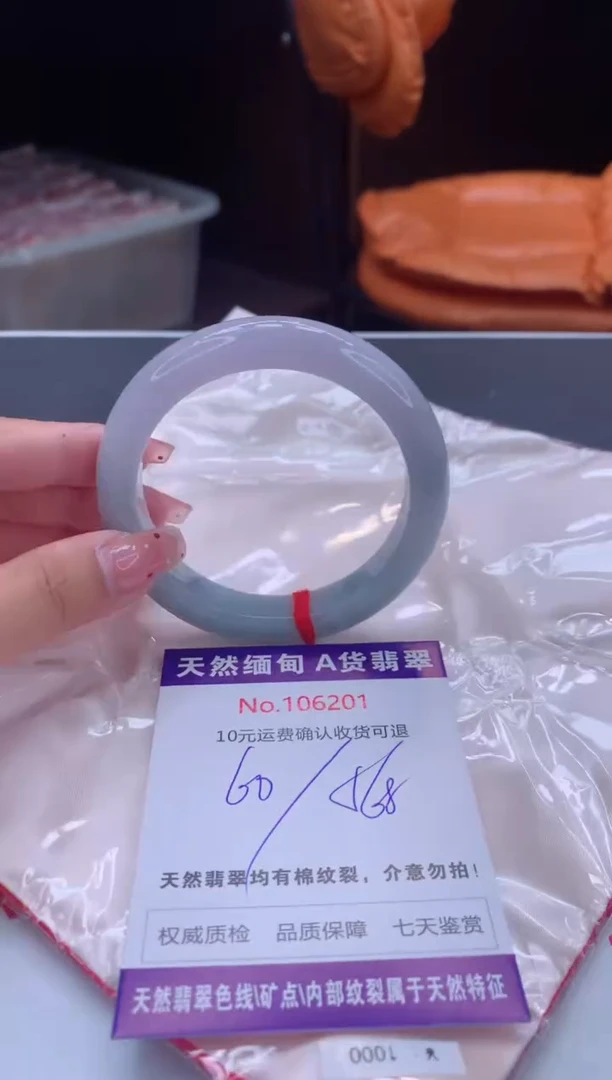 天然缅甸 A货翡翠
No.106201
10元运费确认收货可退
60/568
天然翡翠均有棉纹裂，介意勿拍！
权威质检 品质保障 七天鉴赏
天然翡翠色线\矿点\内部纹裂属于天然特征
1000